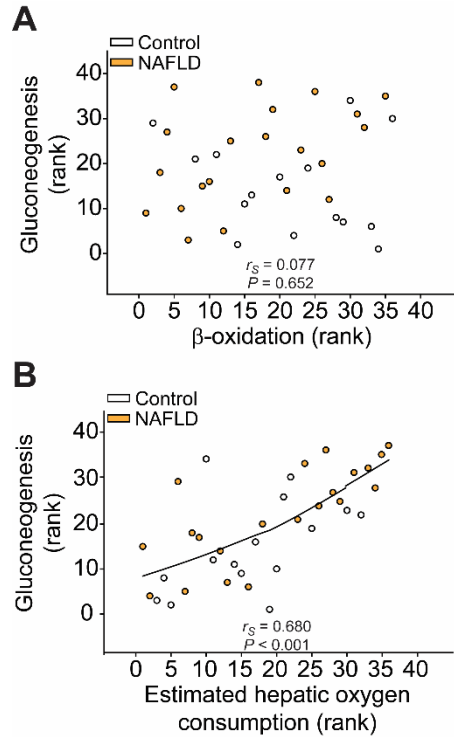 A
Control
NAFLD
Gluconeogenesis
(rank)
40
30
20
10
0
r_S = 0.077
P = 0.652
0 5 10 15 20 25 30 35 40
β-oxidation (rank)
B
Control
NAFLD
Gluconeogenesis
(rank)
40
30
20
10
0
r_S = 0.680
P < 0.001
0 5 10 15 20 25 30 35 40
Estimated hepatic oxygen
consumption (rank)